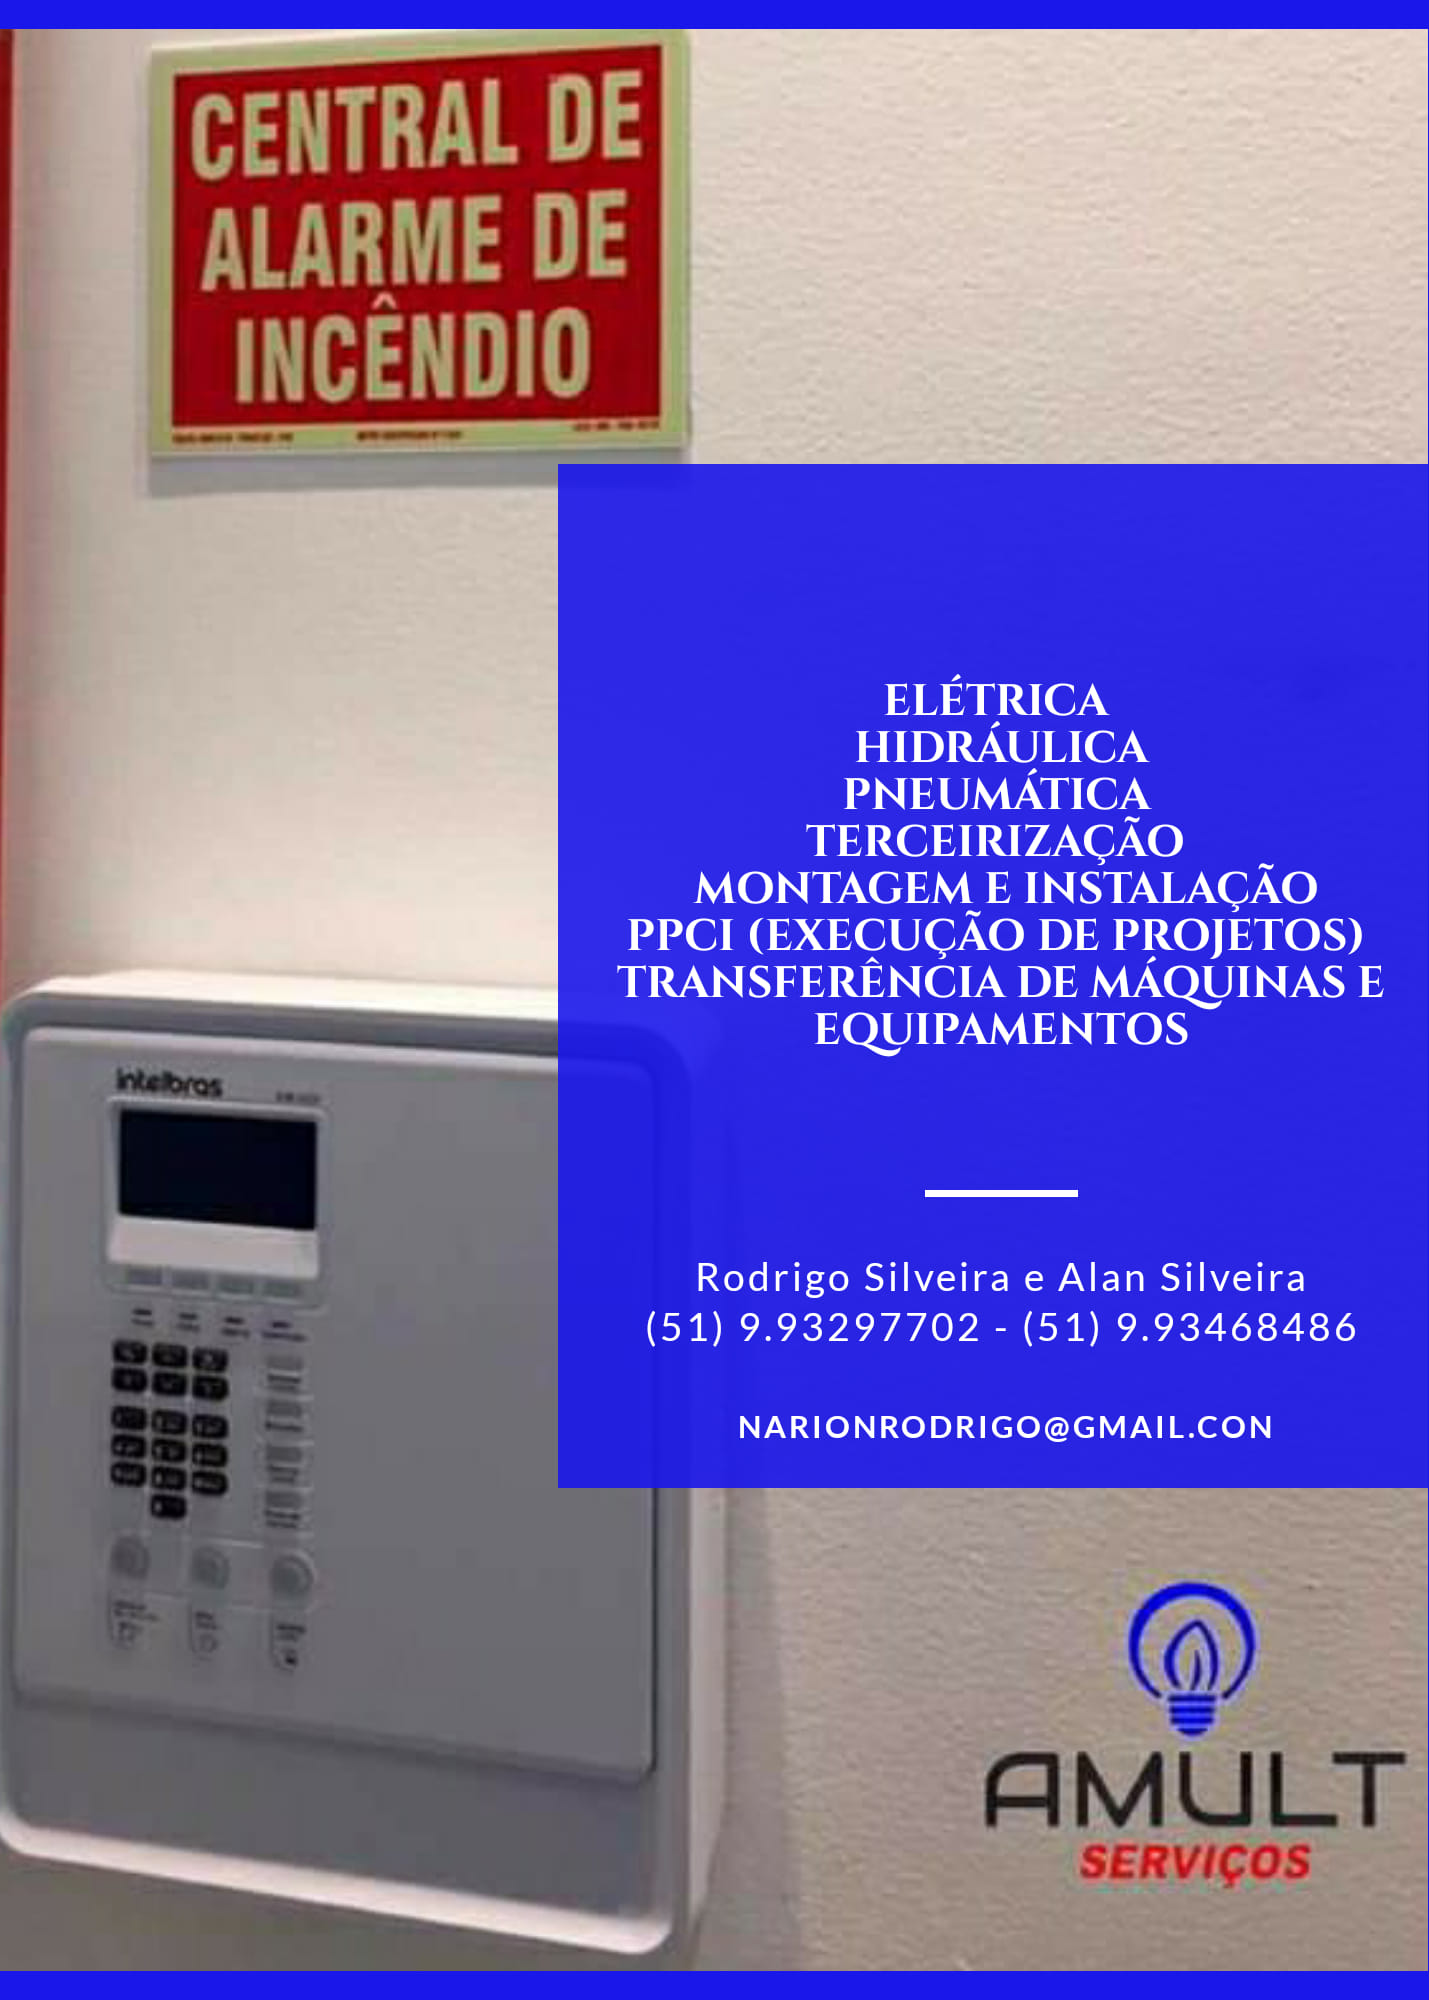 CENTRAL DE
ALARME DE
INCÊNDIO
ELÉTRICA
HIDRÁULICA
PNEUMÁTICA
TERCEIRIZAÇÃO
MONTAGEM E INSTALAÇÃO
PPCI (EXECUÇÃO DE PROJETOS)
TRANSFERÊNCIA DE MÁQUINAS E
EQUIPAMENTOS
intelbras
Rodrigo Silveira e Alan Silveira
(51) 9.93297702 - (51) 9.93468486
NARIONRODRIGO@GMAIL.CON
AMULT
SERVIÇOS